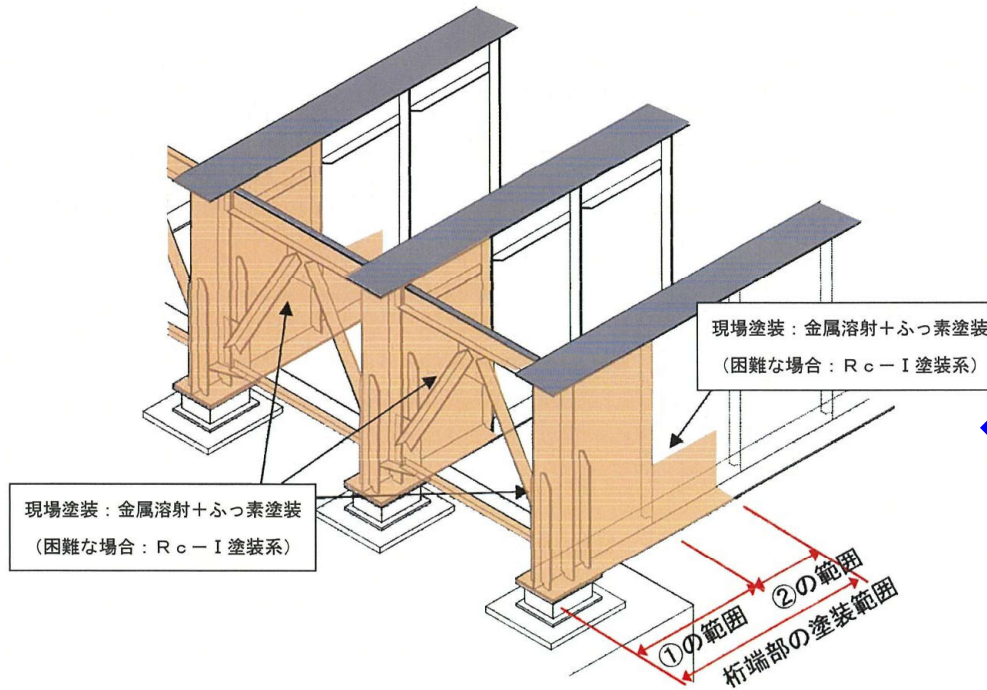 現場塗装：金属溶射＋ふっ素塗装
（困難な場合：Ｒｃ－Ⅰ塗装系）
現場塗装：金属溶射＋ふっ素塗装
（困難な場合：Ｒｃ－Ⅰ塗装系）
①の範囲
②の範囲
桁端部の塗装範囲